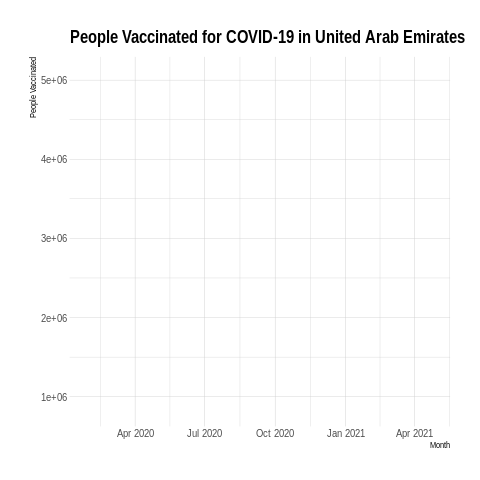 People Vaccinated for COVID-19 in United Arab Emirates
People Vaccinated
5e+06
4e+06
3e+06
2e+06
1e+06
Apr 2020 Jul 2020 Oct 2020 Jan 2021 Apr 2021
Month